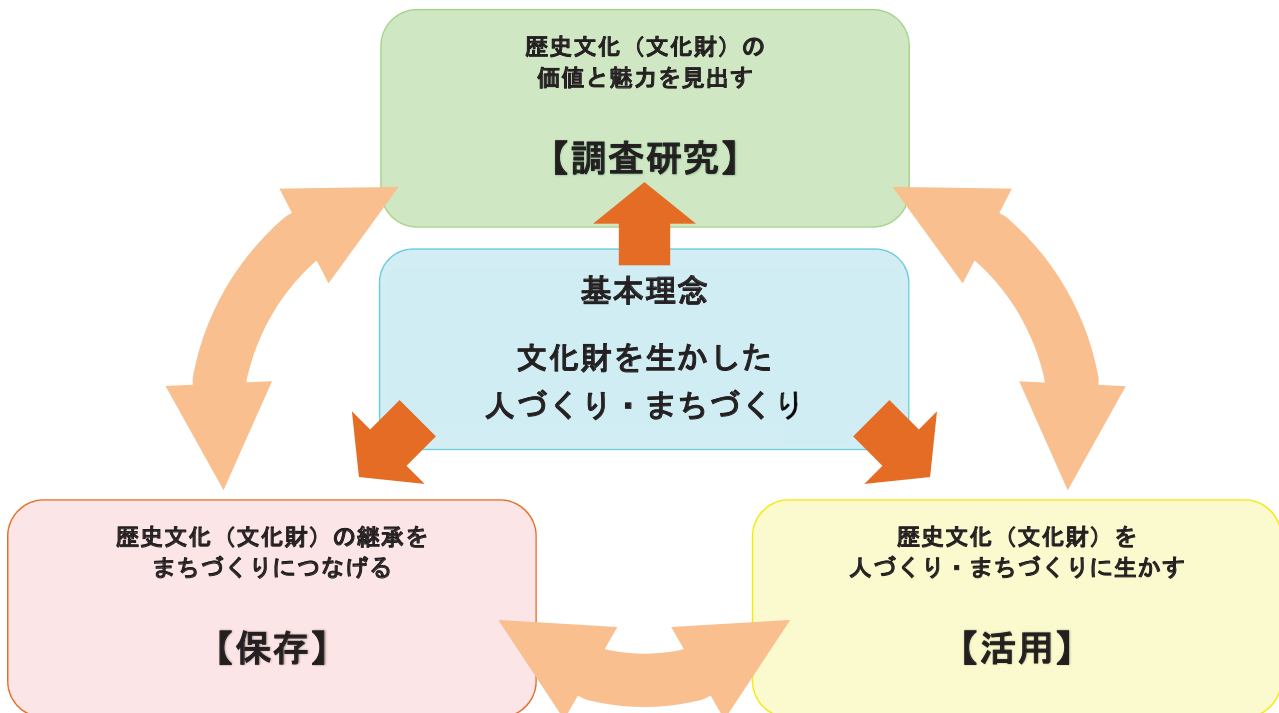 歴史文化（文化財）の
価値と魅力を見出す
【調査研究】
基本理念
文化財を生かした
人づくり・まちづくり
歴史文化（文化財）の継承を
まちづくりにつなげる
【保存】
歴史文化（文化財）を
人づくり・まちづくりに生かす
【活用】